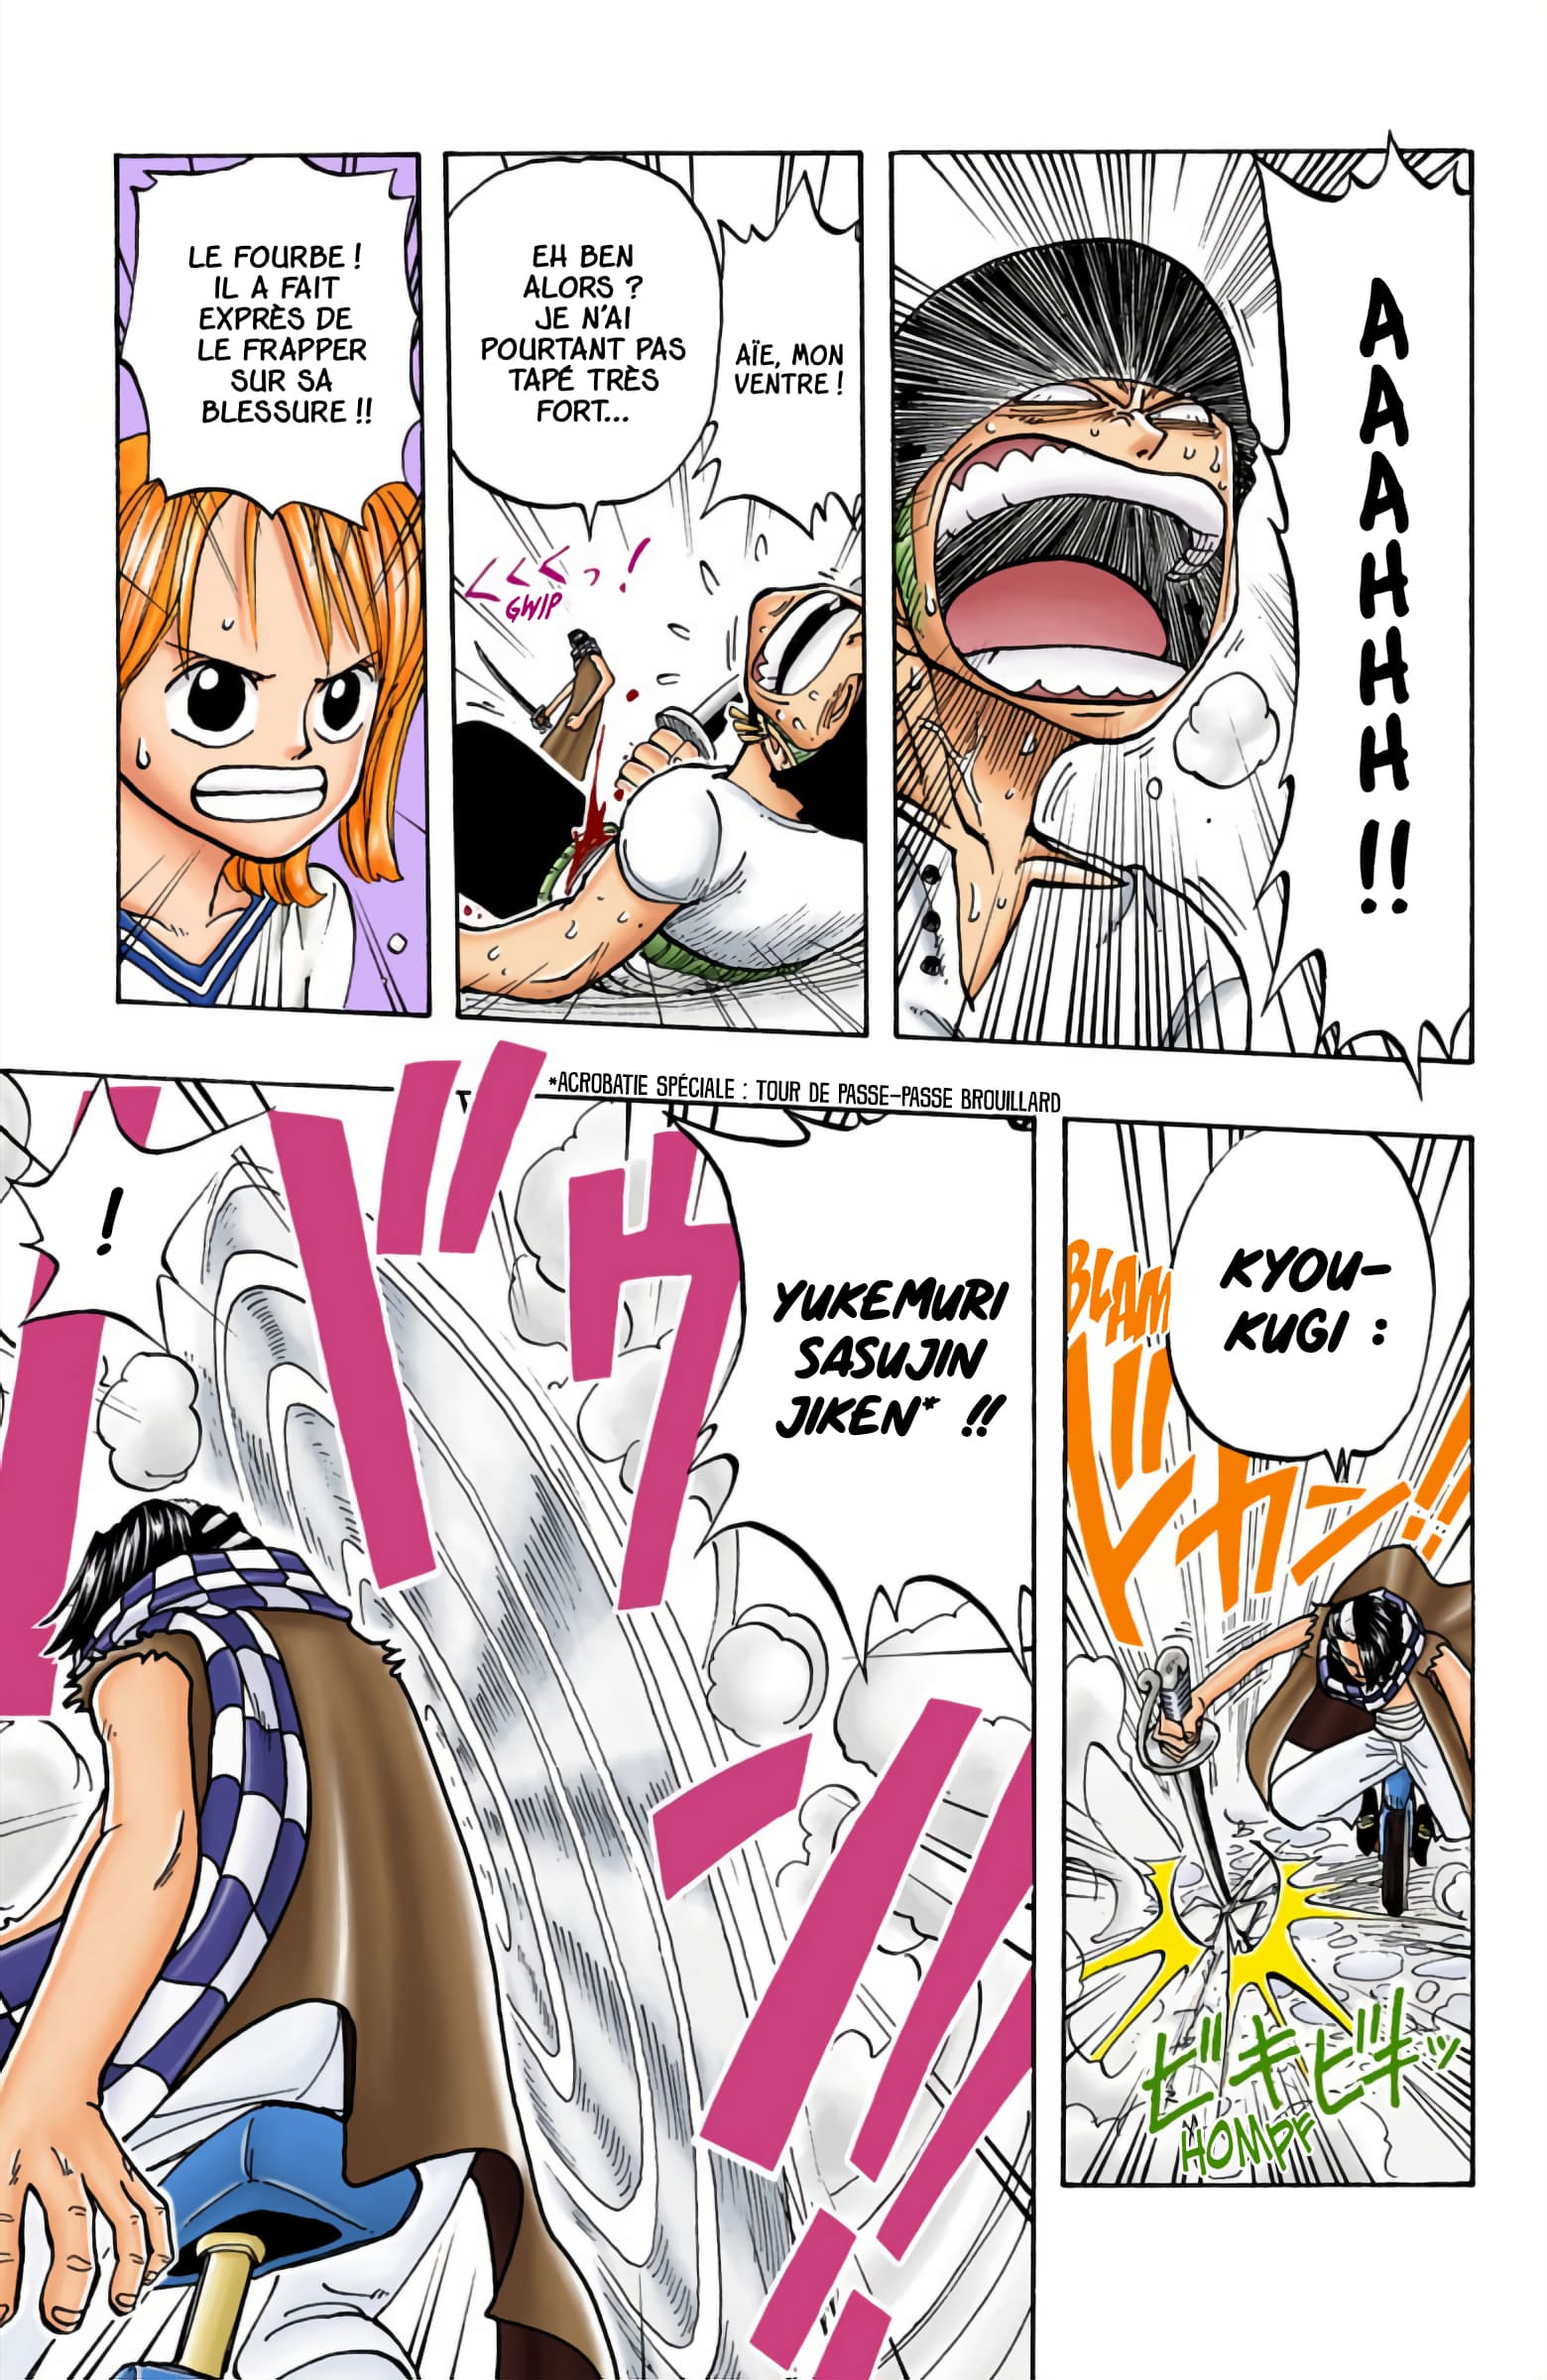 AAAHHH !!
AÏE, MON
VENTRE !
EH BEN
ALORS ?
JE N'AI
POURTANT PAS
TAPÉ TRÈS
FORT...
くくくっ!
GWIP
LE FOURBE !
IL A FAIT
EXPRÈS DE
LE FRAPPER
SUR SA
BLESSURE !!
KYOU-
KUGI :
BLAM
ドカン!!
ビキビキッ
HOMPF
*ACROBATIE SPÉCIALE : TOUR DE PASSE-PASSE BROUILLARD
YUKEMURI
SASUJIN
JIKEN* !!
!